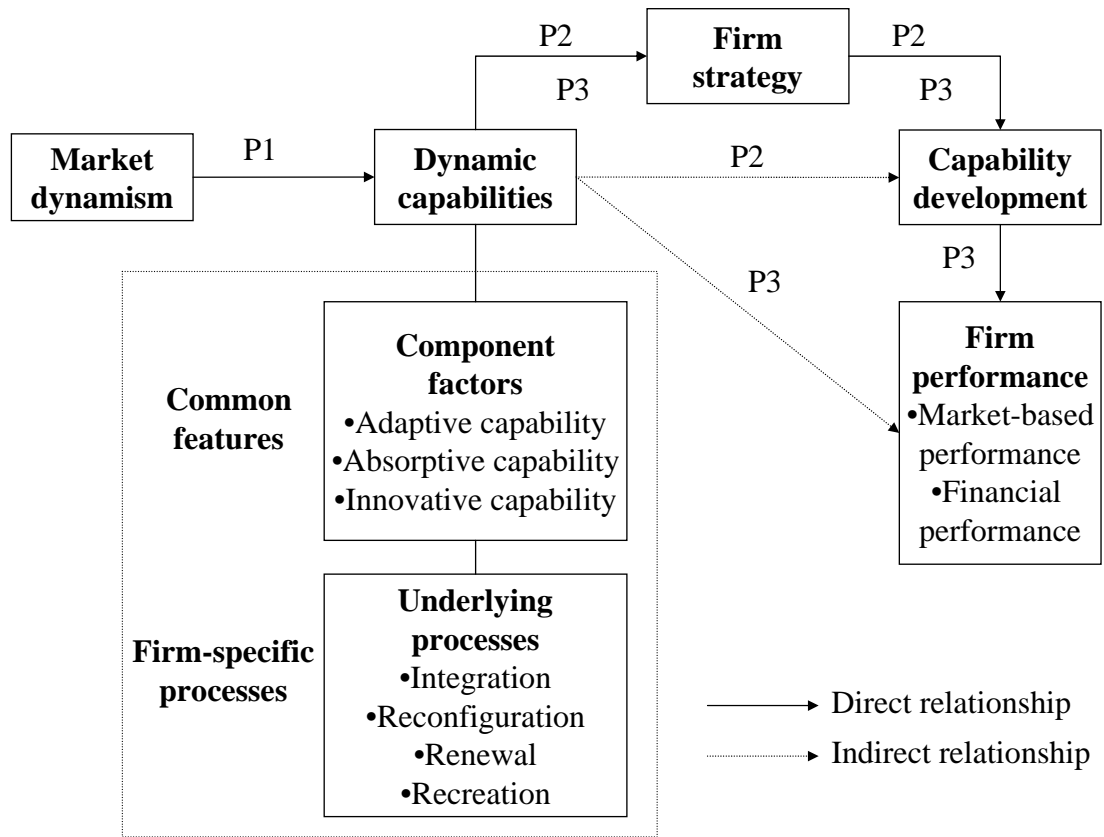 P2
Firm
strategy
P2
P3
P3
Market
dynamism
P1
Dynamic
capabilities
P2
Capability
development
P3
P3
Component
factors
•Adaptive capability
•Absorptive capability
•Innovative capability
Common
features
Firm
performance
•Market-based
performance
•Financial
performance
Underlying
processes
•Integration
•Reconfiguration
•Renewal
•Recreation
Firm-specific
processes
Direct relationship
Indirect relationship